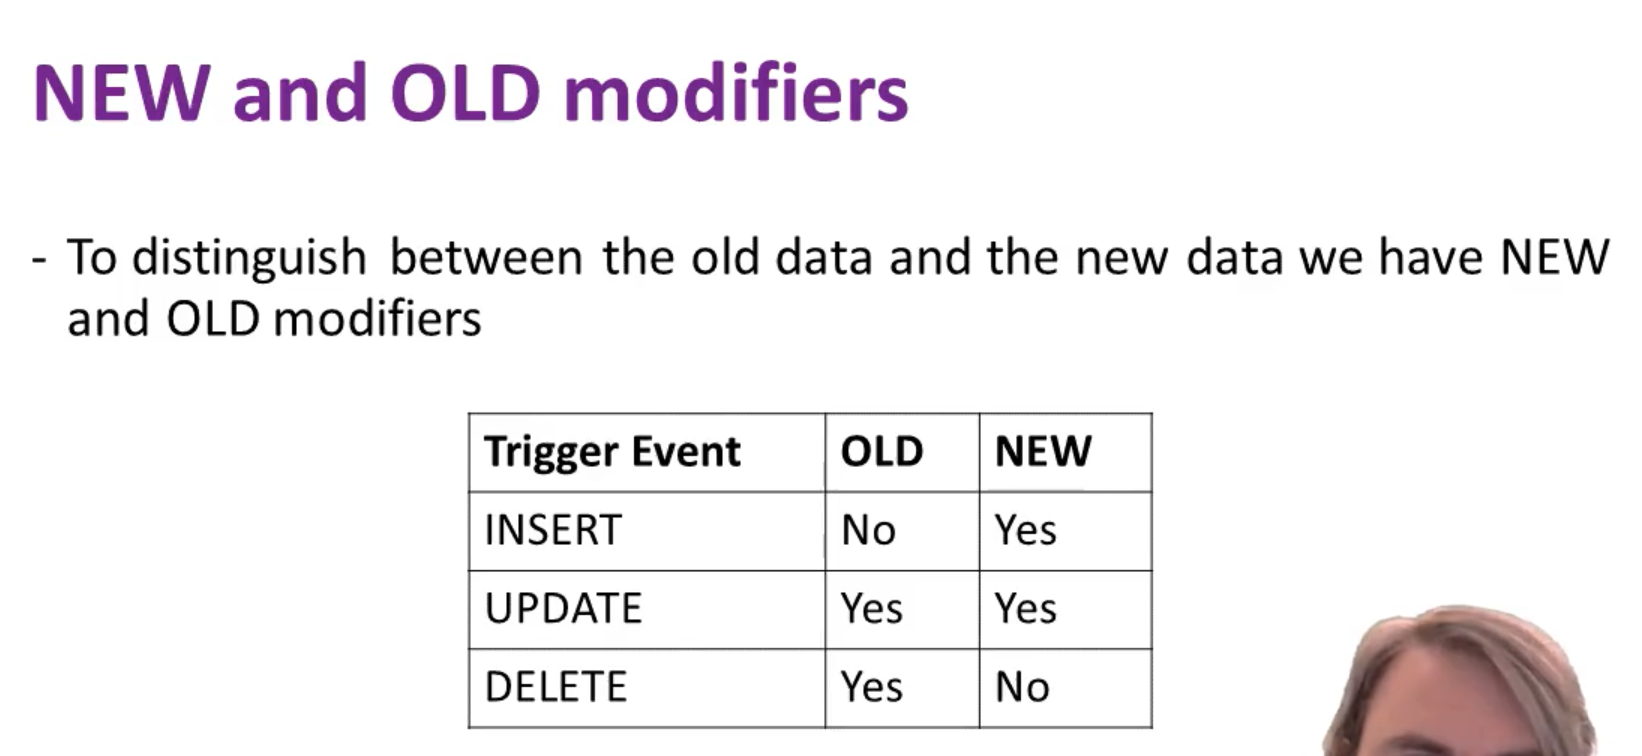 NEW and OLD modifiers
- To distinguish between the old data and the new data we have NEW
and OLD modifiers
Trigger Event OLD NEW
INSERT No Yes
UPDATE Yes Yes
DELETE Yes No